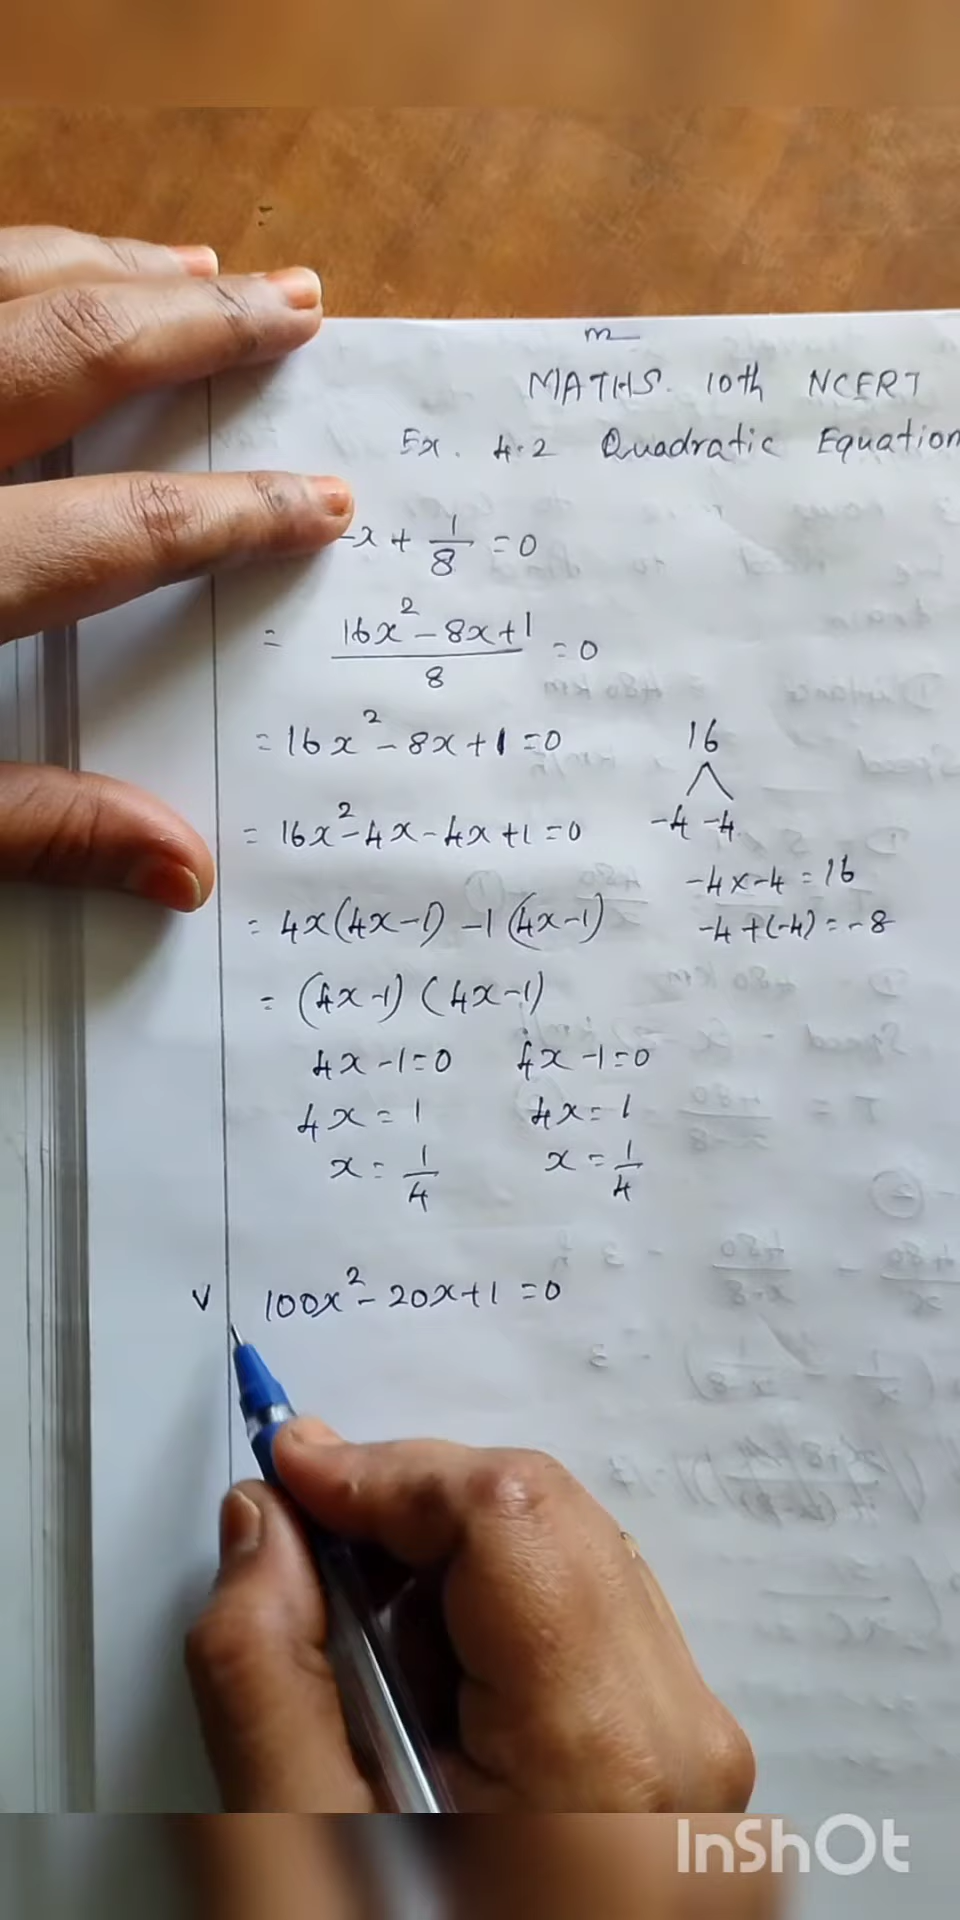 m
MATHS. 10th NCERT
Ex. 4.2 Quadratic Equation
-x + 1/8 = 0
= 16x² - 8x + 1 / 8 = 0
= 16x² - 8x + 1 = 0
16
= 16x² - 4x - 4x + 1 = 0
-4 -4
-4 x -4 = 16
= 4x(4x-1) -1(4x-1)
-4 + (-4) = -8
= (4x-1) (4x-1)
4x - 1 = 0 4x - 1 = 0
4x = 1 4x = 1
x = 1/4 x = 1/4
V 100x² - 20x + 1 = 0
InShOt